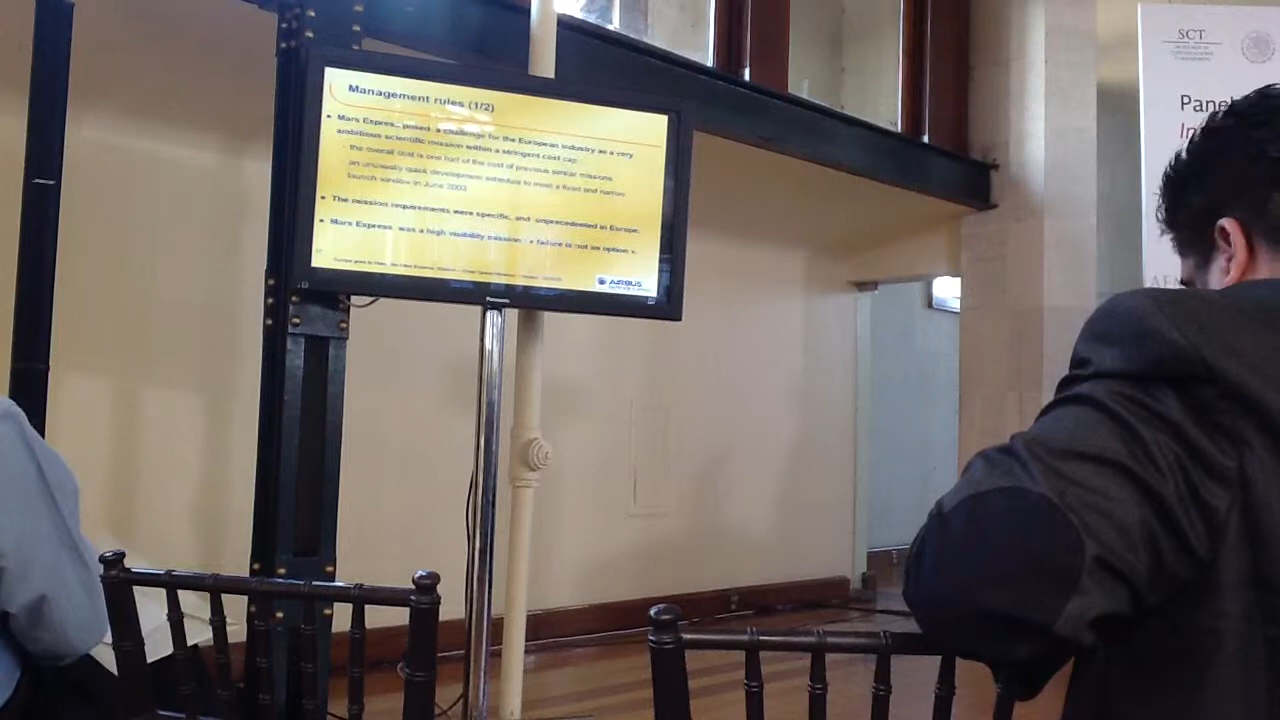 Management rules (1/2)
Mars Express posed a challenge for the European industry as a very
ambitious scientific mission within a stringent cost cap
- the overall cost is one half of the cost of previous similar missions
an unusually quick development schedule to meet a fixed and narrow
launch window in June 2003
The mission requirements were specific, and unprecedented in Europe.
Mars Express was a high visibility mission : « failure is not an option ».
AIRBUS
Panasonic
SCT
Panel